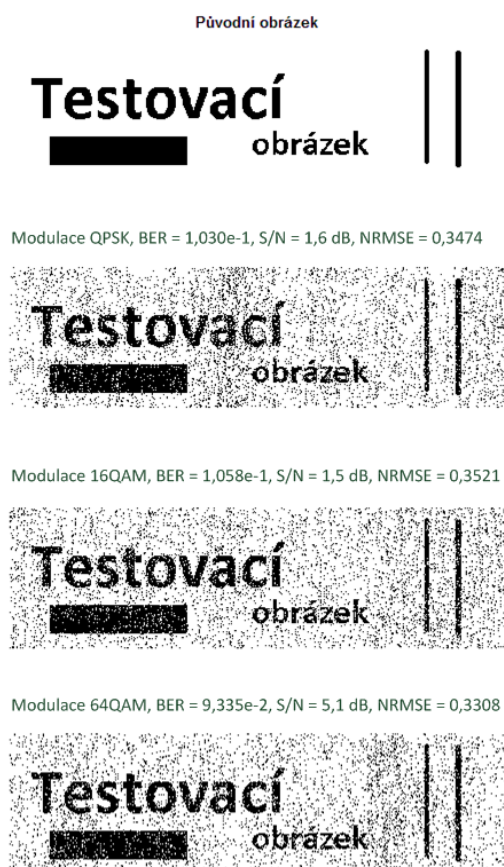 Původní obrázek
Testovací
obrázek
Modulace QPSK, BER = 1,030e-1, S/N = 1,6 dB, NRMSE = 0,3474
Testovací
obrázek
Modulace 16QAM, BER = 1,058e-1, S/N = 1,5 dB, NRMSE = 0,3521
Testovací
obrázek
Modulace 64QAM, BER = 9,335e-2, S/N = 5,1 dB, NRMSE = 0,3308
Testovací
obrázek